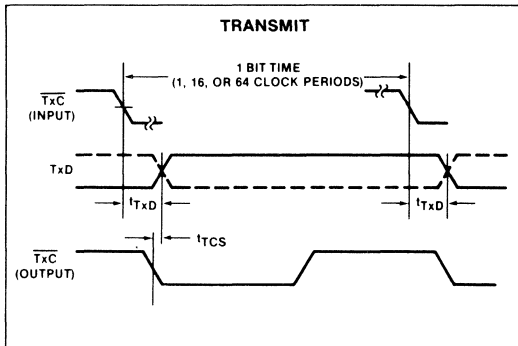 TRANSMIT
1 BIT TIME
(1, 16, OR 64 CLOCK PERIODS)
TxC
(INPUT)
TxD
tTxD
tTxD
tTCS
TxC
(OUTPUT)